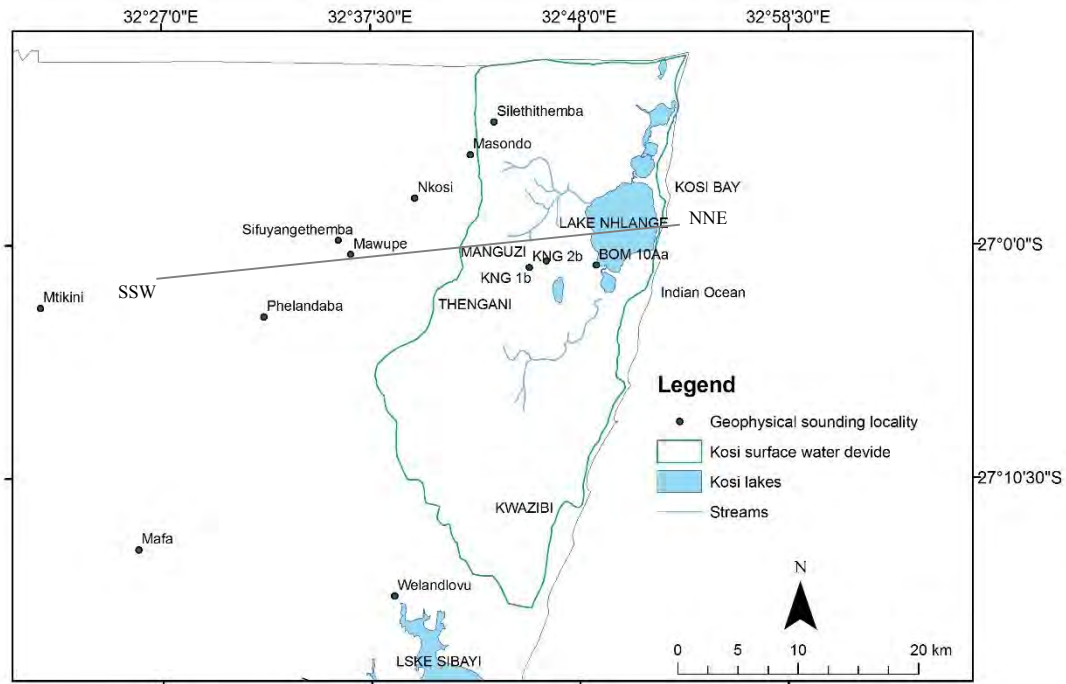 32°27'0"E 32°37'30"E 32°48'0"E 32°58'30"E
Silethithemba
Masondo
KOSI BAY
Nkosi
LAKE NHLANGE
NNE
Sifuyangethemba
Mawupe
MANGUZI
KNG 2b
BOM 10Aa
27°0'0"S
KNG 1b
SSW
Mtikini
Phelandaba
THENGANI
Indian Ocean
Legend
Geophysical sounding locality
Kosi surface water devide
Kosi lakes
Streams
27°10'30"S
KWAZIBI
Mafa
Welandlovu
LSKE SIBAYI
N
0 5 10 20 km